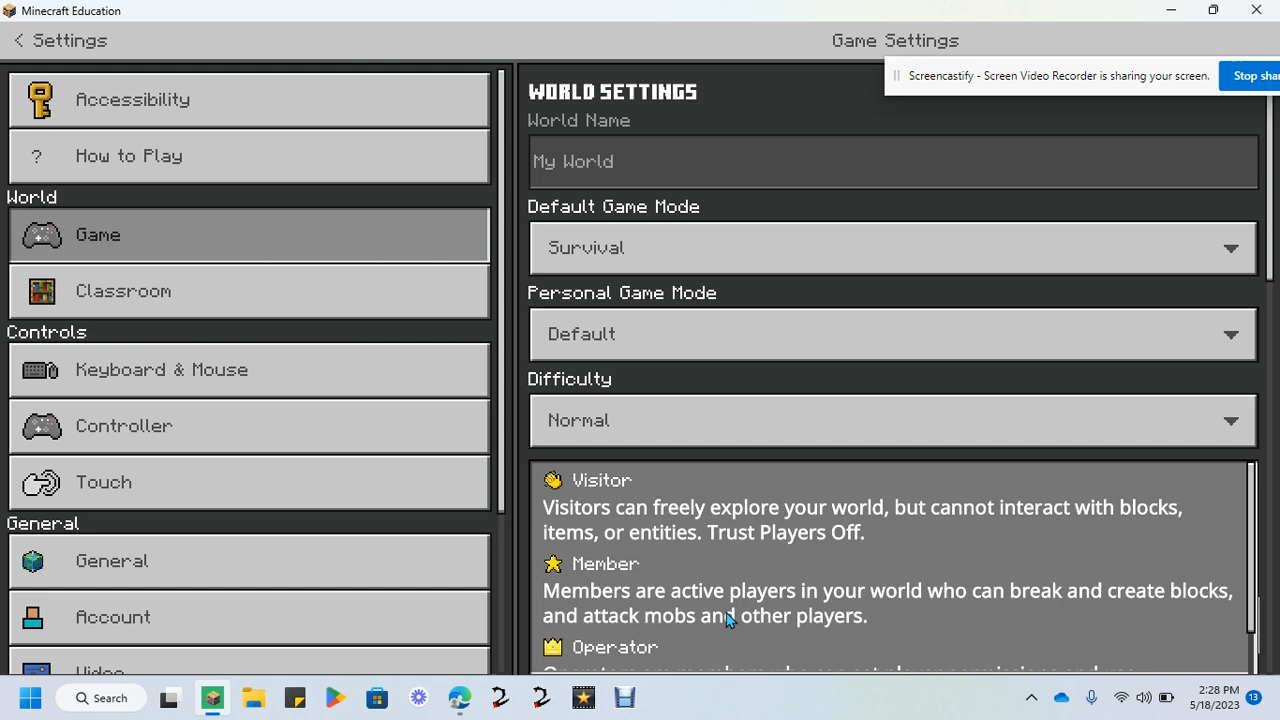 Minecraft Education
Settings
Game Settings
Screencastify - Screen Video Recorder is sharing your screen.
Stop
Accessibility
? How to Play
World
Game
Classroom
Controls
Keyboard & Mouse
Controller
Touch
General
General
Account
Video
WORLD SETTINGS
World Name
My World
Default Game Mode
Survival
Personal Game Mode
Default
Difficulty
Normal
Visitor
Visitors can freely explore your world, but cannot interact with blocks,
items, or entities. Trust Players Off.
Member
Members are active players in your world who can break and create blocks,
and attack mobs and other players.
Operator
Search
2:28 PM
5/18/2023
13